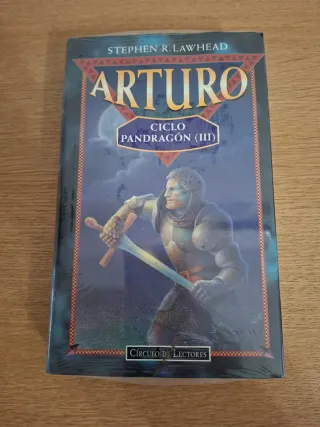 STEPHEN R. LAWHEAD
ARTURO
CICLO
PANDRAGÓN (III)
CÍRCULO DE LECTORES